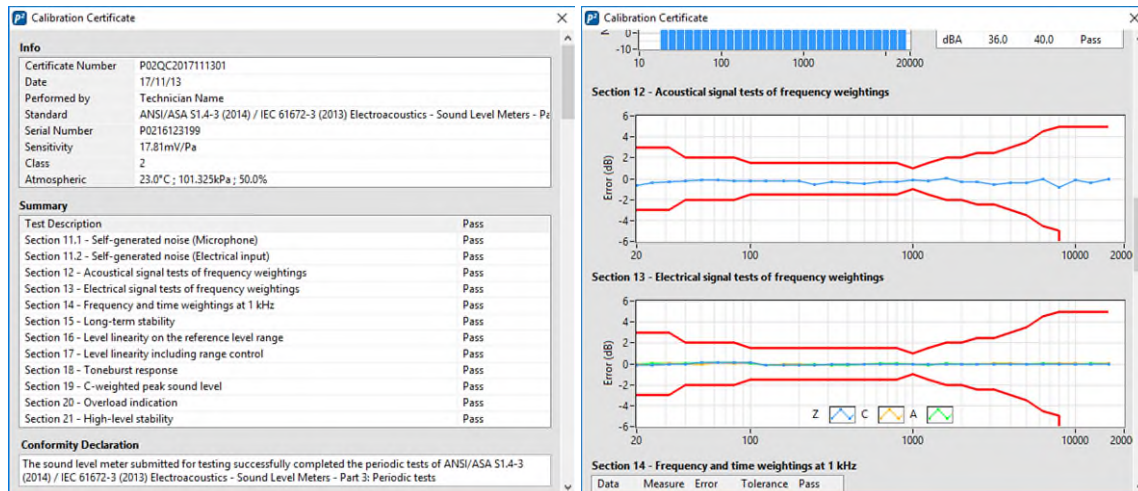 p² Calibration Certificate
Info
Certificate Number P02QC2017111301
Date 17/11/13
Performed by Technician Name
Standard ANSI/ASA S1.4-3 (2014) / IEC 61672-3 (2013) Electroacoustics - Sound Level Meters - Pa
Serial Number P0216123199
Sensitivity 17.81mV/Pa
Class 2
Atmospheric 23.0°C ; 101.325kPa ; 50.0%
Summary
Test Description Pass
Section 11.1 - Self-generated noise (Microphone) Pass
Section 11.2 - Self-generated noise (Electrical input) Pass
Section 12 - Acoustical signal tests of frequency weightings Pass
Section 13 - Electrical signal tests of frequency weightings Pass
Section 14 - Frequency and time weightings at 1 kHz Pass
Section 15 - Long-term stability Pass
Section 16 - Level linearity on the reference level range Pass
Section 17 - Level linearity including range control Pass
Section 18 - Toneburst response Pass
Section 19 - C-weighted peak sound level Pass
Section 20 - Overload indication Pass
Section 21 - High-level stability Pass
Conformity Declaration
The sound level meter submitted for testing successfully completed the periodic tests of ANSI/ASA S1.4-3
(2014) / IEC 61672-3 (2013) Electroacoustics - Sound Level Meters - Part 3: Periodic tests
p² Calibration Certificate
0
-10
10 100 1000 20000
dBA 36.0 40.0 Pass
Section 12 - Acoustical signal tests of frequency weightings
Error (dB)
6
4
2
0
-2
-4
-6
20 100 1000 10000 2000
Section 13 - Electrical signal tests of frequency weightings
Error (dB)
6
4
2
0
-2
-4
-6
Z C A
20 100 1000 10000 2000
Section 14 - Frequency and time weightings at 1 kHz
Data Measure Error Tolerance Pass